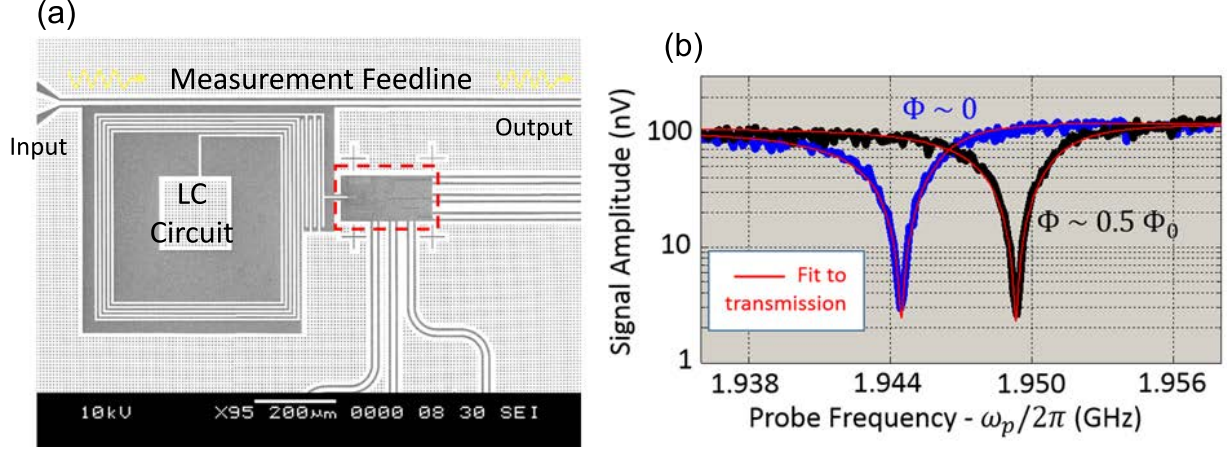 (a)
Measurement Feedline
Input
Output
LC
Circuit
10kV X95 200μm 0000 08 30 SEI
(b)
Signal Amplitude (nV)
100
10
1
Φ ~ 0
Φ ~ 0.5 Φ₀
Fit to
transmission
1.938 1.944 1.950 1.956
Probe Frequency - ωₚ/2π (GHz)